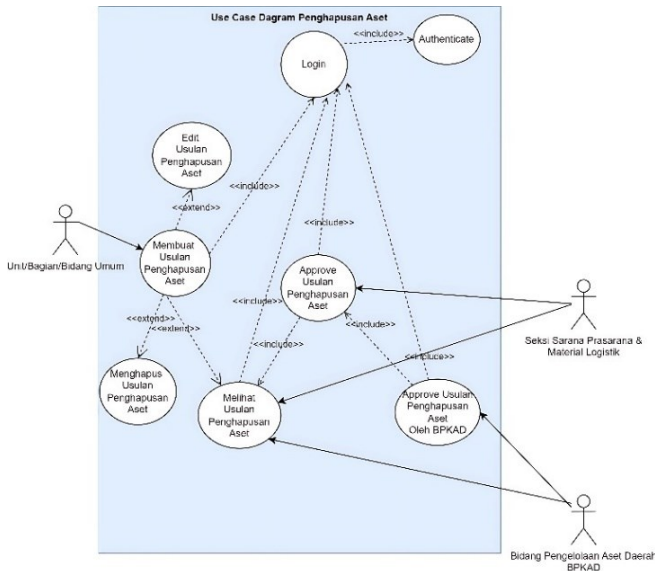 Use Case Dagram Penghapusan Aset
<<include>>
Authenticate
Login
Edit
Usulan
Penghapusan
Aset
<<include>>
<<extend>>
<<include>>
Unit/Bagian/Bidang Umum
Membuat
Usulan
Penghapusan
Aset
Approve
Usulan
Penghapusan
Aset
<<include>>
<<extend>>
<<extend>>
<<include>>
<<include>>
<<include>>
Seksi Sarana Prasarana &
Material Logistik
Menghapus
Usulan
Penghapusan
Aset
Melihat
Usulan
Penghapusan
Aset
Approve Usulan
Penghapusan
Aset
Oleh BPKAD
Bidang Pengelolaan Aset Daerah
BPKAD